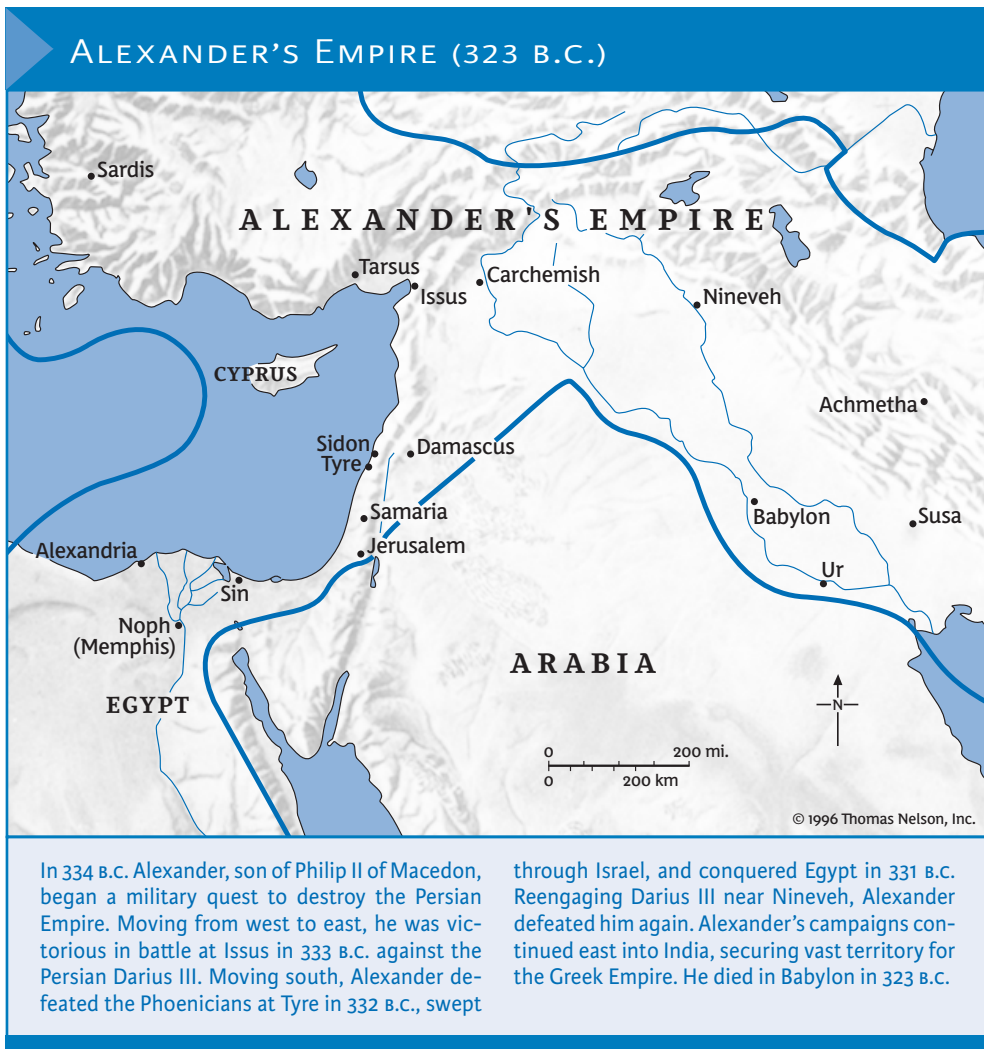 ALEXANDER'S EMPIRE (323 B.C.)
Sardis
ALEXANDER'S EMPIRE
Tarsus
Issus
Carchemish
Nineveh
CYPRUS
Achmetha
Sidon
Tyre
Damascus
Samaria
Babylon
Susa
Jerusalem
Alexandria
Sin
Ur
Noph
(Memphis)
ARABIA
EGYPT
N
0 200 mi.
0 200 km
© 1996 Thomas Nelson, Inc.
In 334 B.C. Alexander, son of Philip II of Macedon,
began a military quest to destroy the Persian
Empire. Moving from west to east, he was vic-
torious in battle at Issus in 333 B.C. against the
Persian Darius III. Moving south, Alexander de-
feated the Phoenicians at Tyre in 332 B.C., swept
through Israel, and conquered Egypt in 331 B.C.
Reengaging Darius III near Nineveh, Alexander
defeated him again. Alexander's campaigns con-
tinued east into India, securing vast territory for
the Greek Empire. He died in Babylon in 323 B.C.